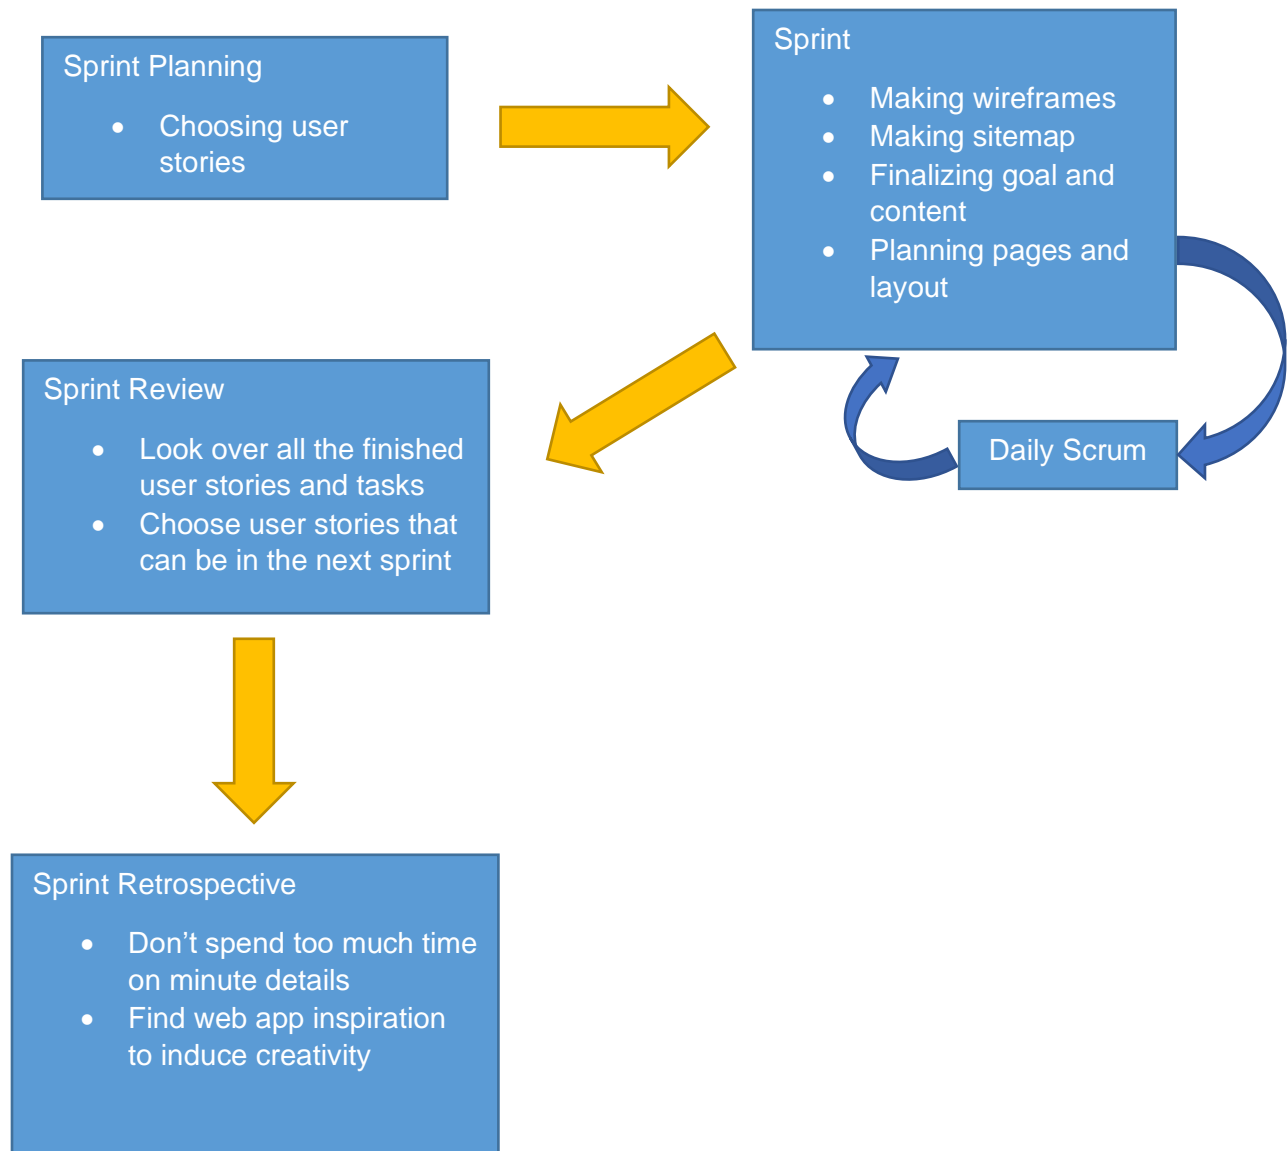 Sprint Planning
• Choosing user
stories
Sprint
• Making wireframes
• Making sitemap
• Finalizing goal and
content
• Planning pages and
layout
Daily Scrum
Sprint Review
• Look over all the finished
user stories and tasks
• Choose user stories that
can be in the next sprint
Sprint Retrospective
• Don’t spend too much time
on minute details
• Find web app inspiration
to induce creativity